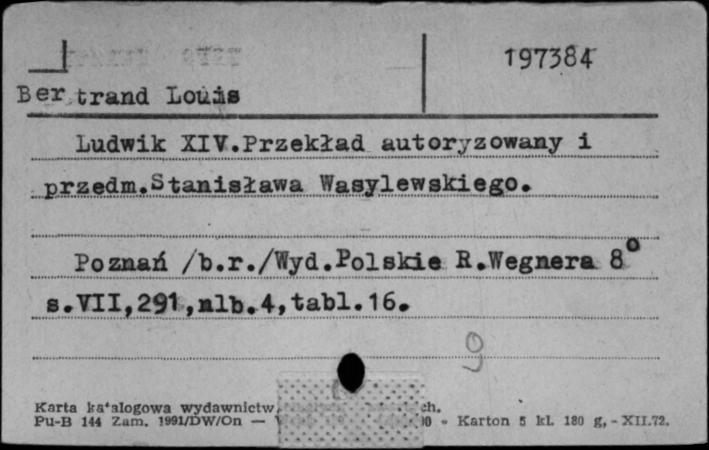 197384
Bertrand Louis
Ludwik XIV.Przekład autoryzowany i
przedm.Stanisława Wasylewskiego.
Poznań /b.r./Wyd.Polskie R.Wegnera 8°
s.VII,291,nlb.4,tabl.16.
9
Karta katalogowa wydawnictw
Pu-B 144 Zam. 1991/DW/On — Karton 5 kl. 180 g, - XII.72.